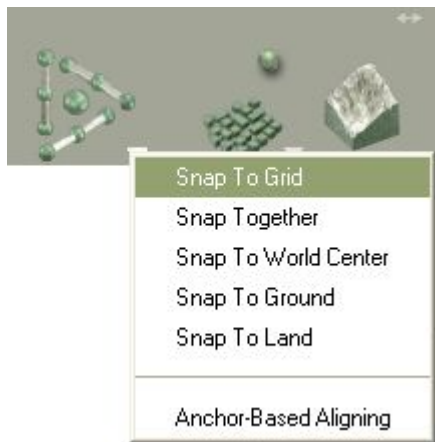 Snap To Grid
Snap Together
Snap To World Center
Snap To Ground
Snap To Land
Anchor-Based Aligning